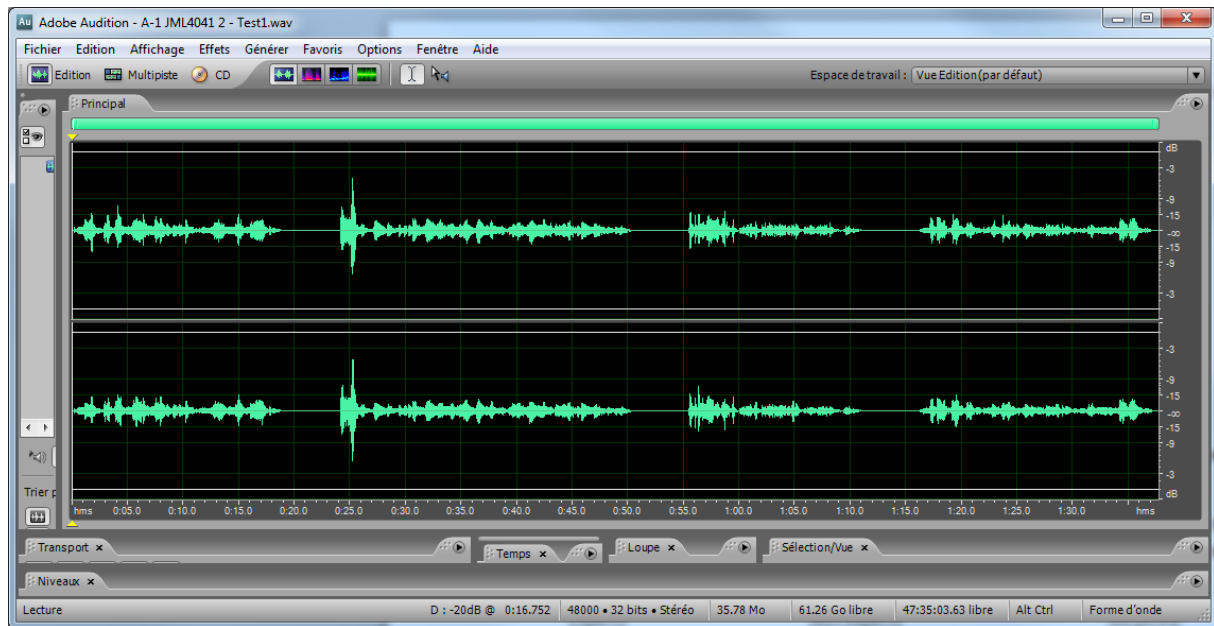 Au Adobe Audition - A-1 JML4041 2 - Test1.wav
Fichier Edition Affichage Effets Générer Favoris Options Fenêtre Aide
Edition Multipiste CD Espace de travail : Vue Edition (par défaut)
Principal
dB
-3
-9
-15
-∞
-15
-9
-3
-3
-9
-15
-∞
-15
-9
-3
dB
Trier p
hms 0:05.0 0:10.0 0:15.0 0:20.0 0:25.0 0:30.0 0:35.0 0:40.0 0:45.0 0:50.0 0:55.0 1:00.0 1:05.0 1:10.0 1:15.0 1:20.0 1:25.0 1:30.0 hms
Transport Temps Loupe Sélection/Vue
Niveaux
Lecture D : -20dB @ 0:16.752 48000 • 32 bits • Stéréo 35.78 Mo 61.26 Go libre 47:35:03.63 libre Alt Ctrl Forme d'onde